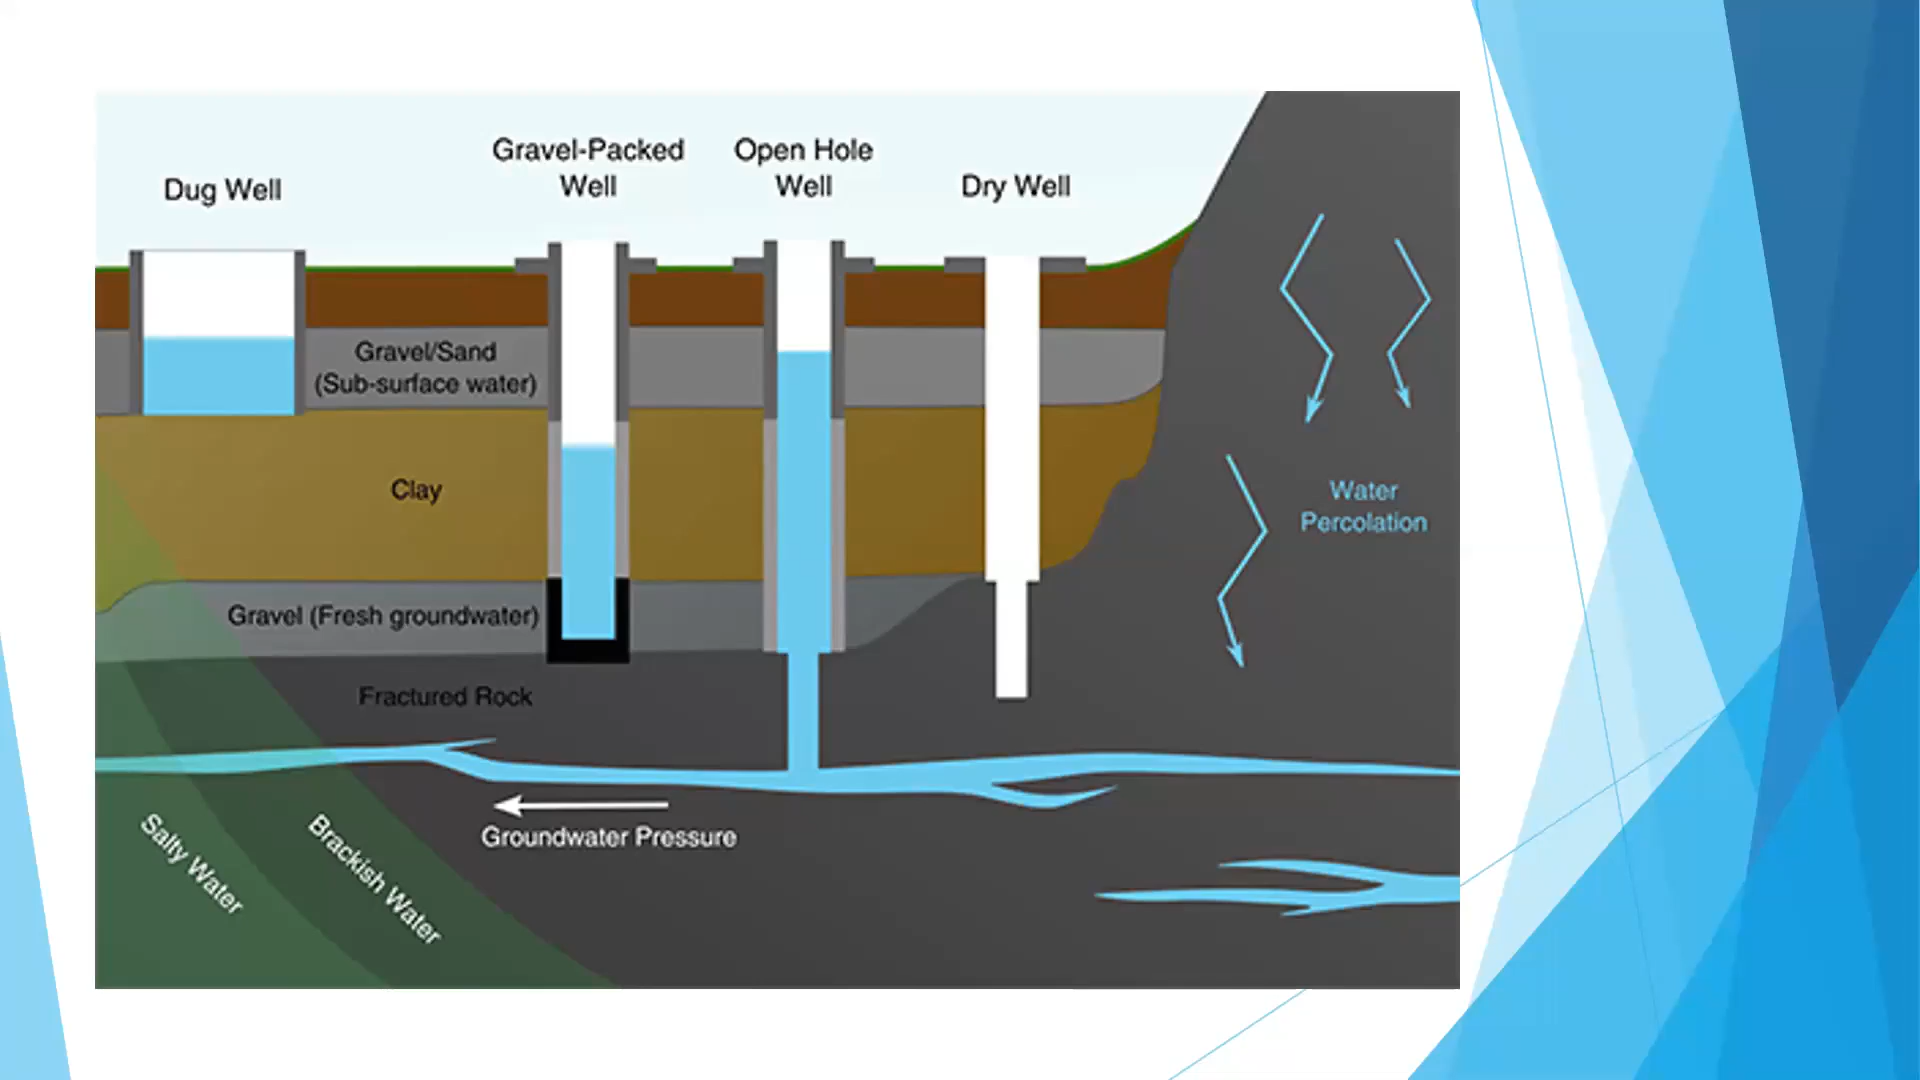 Gravel-Packed
Well
Open Hole
Well
Dug Well
Dry Well
Gravel/Sand
(Sub-surface water)
Clay
Water
Percolation
Gravel (Fresh groundwater)
Fractured Rock
Groundwater Pressure
Salty Water
Brackish Water